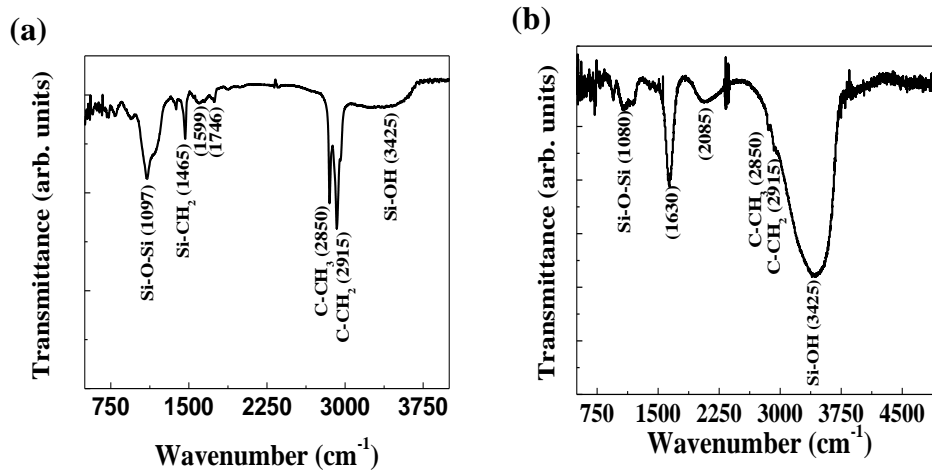 (a)
Transmittance (arb. units)
Si-O-Si (1097)
Si-CH₂ (1465)
(1599)
(1746)
C-CH₃ (2850)
C-CH₂ (2915)
Si-OH (3425)
750 1500 2250 3000 3750
Wavenumber (cm⁻¹)
(b)
Transmittance (arb. units)
Si-O-Si (1080)
(1630)
(2085)
C-CH₃ (2850)
C-CH₂ (2915)
Si-OH (3425)
750 1500 2250 3000 3750 4500
Wavenumber (cm⁻¹)